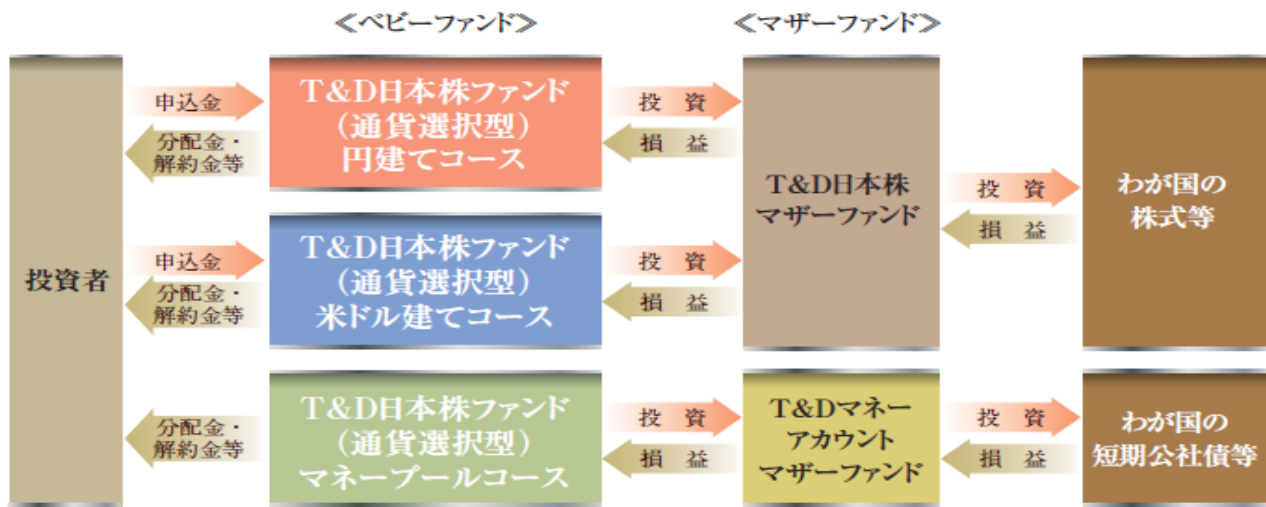 ≪ベビーファンド≫
≪マザーファンド≫
投資者
申込金
分配金・
解約金等
T&D日本株ファンド
（通貨選択型）
円建てコース
投 資
損 益
申込金
分配金・
解約金等
T&D日本株ファンド
（通貨選択型）
米ドル建てコース
投 資
損 益
T&D日本株
マザーファンド
投 資
損 益
わが国の
株式等
分配金・
解約金等
T&D日本株ファンド
（通貨選択型）
マネープールコース
投 資
損 益
T&Dマネー
アカウント
マザーファンド
投 資
損 益
わが国の
短期公社債等